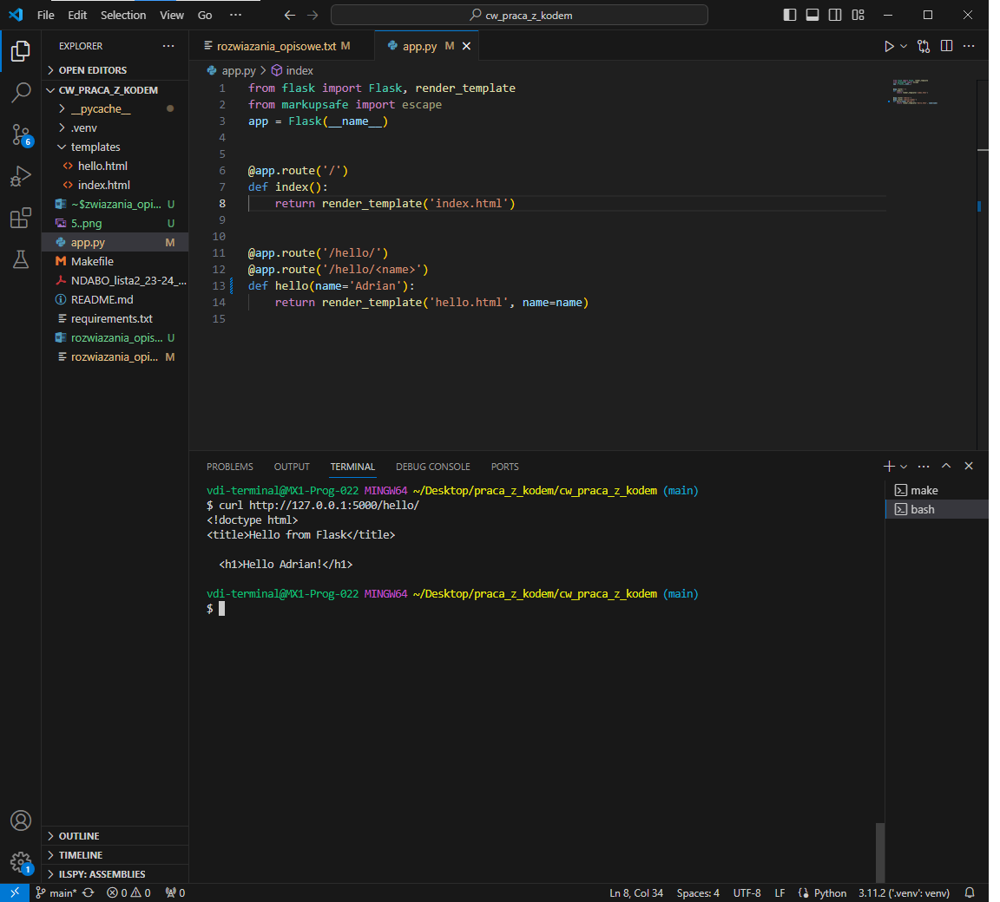 File Edit Selection View Go ···
cw_praca_z_kodem
EXPLORER ···
OPEN EDITORS
CW_PRACA_Z_KODEM
__pycache__
.venv
templates
hello.html
index.html
~$zwiazania_opi... U
5..png U
app.py M
Makefile
NDABO_lista2_23-24_...
README.md
requirements.txt
rozwiazania_opis... U
rozwiazania_opi... M
OUTLINE
TIMELINE
ILSPY: ASSEMBLIES
6
1
rozwiazania_opisowe.txt M
app.py M
app.py > index
1 from flask import Flask, render_template
2 from markupsafe import escape
3 app = Flask(__name__)
4
5
6 @app.route('/')
7 def index():
8 return render_template('index.html')
9
10
11 @app.route('/hello/')
12 @app.route('/hello/<name>')
13 def hello(name='Adrian'):
14 return render_template('hello.html', name=name)
15
PROBLEMS OUTPUT TERMINAL DEBUG CONSOLE PORTS
vdi-terminal@MX1-Prog-022 MINGW64 ~/Desktop/praca_z_kodem/cw_praca_z_kodem (main)
$ curl http://127.0.0.1:5000/hello/
<!doctype html>
<title>Hello from Flask</title>
<h1>Hello Adrian!</h1>
vdi-terminal@MX1-Prog-022 MINGW64 ~/Desktop/praca_z_kodem/cw_praca_z_kodem (main)
$
make
bash
main* 0 0 0 Ln 8, Col 34 Spaces: 4 UTF-8 LF Python 3.11.2 ('.venv': venv)